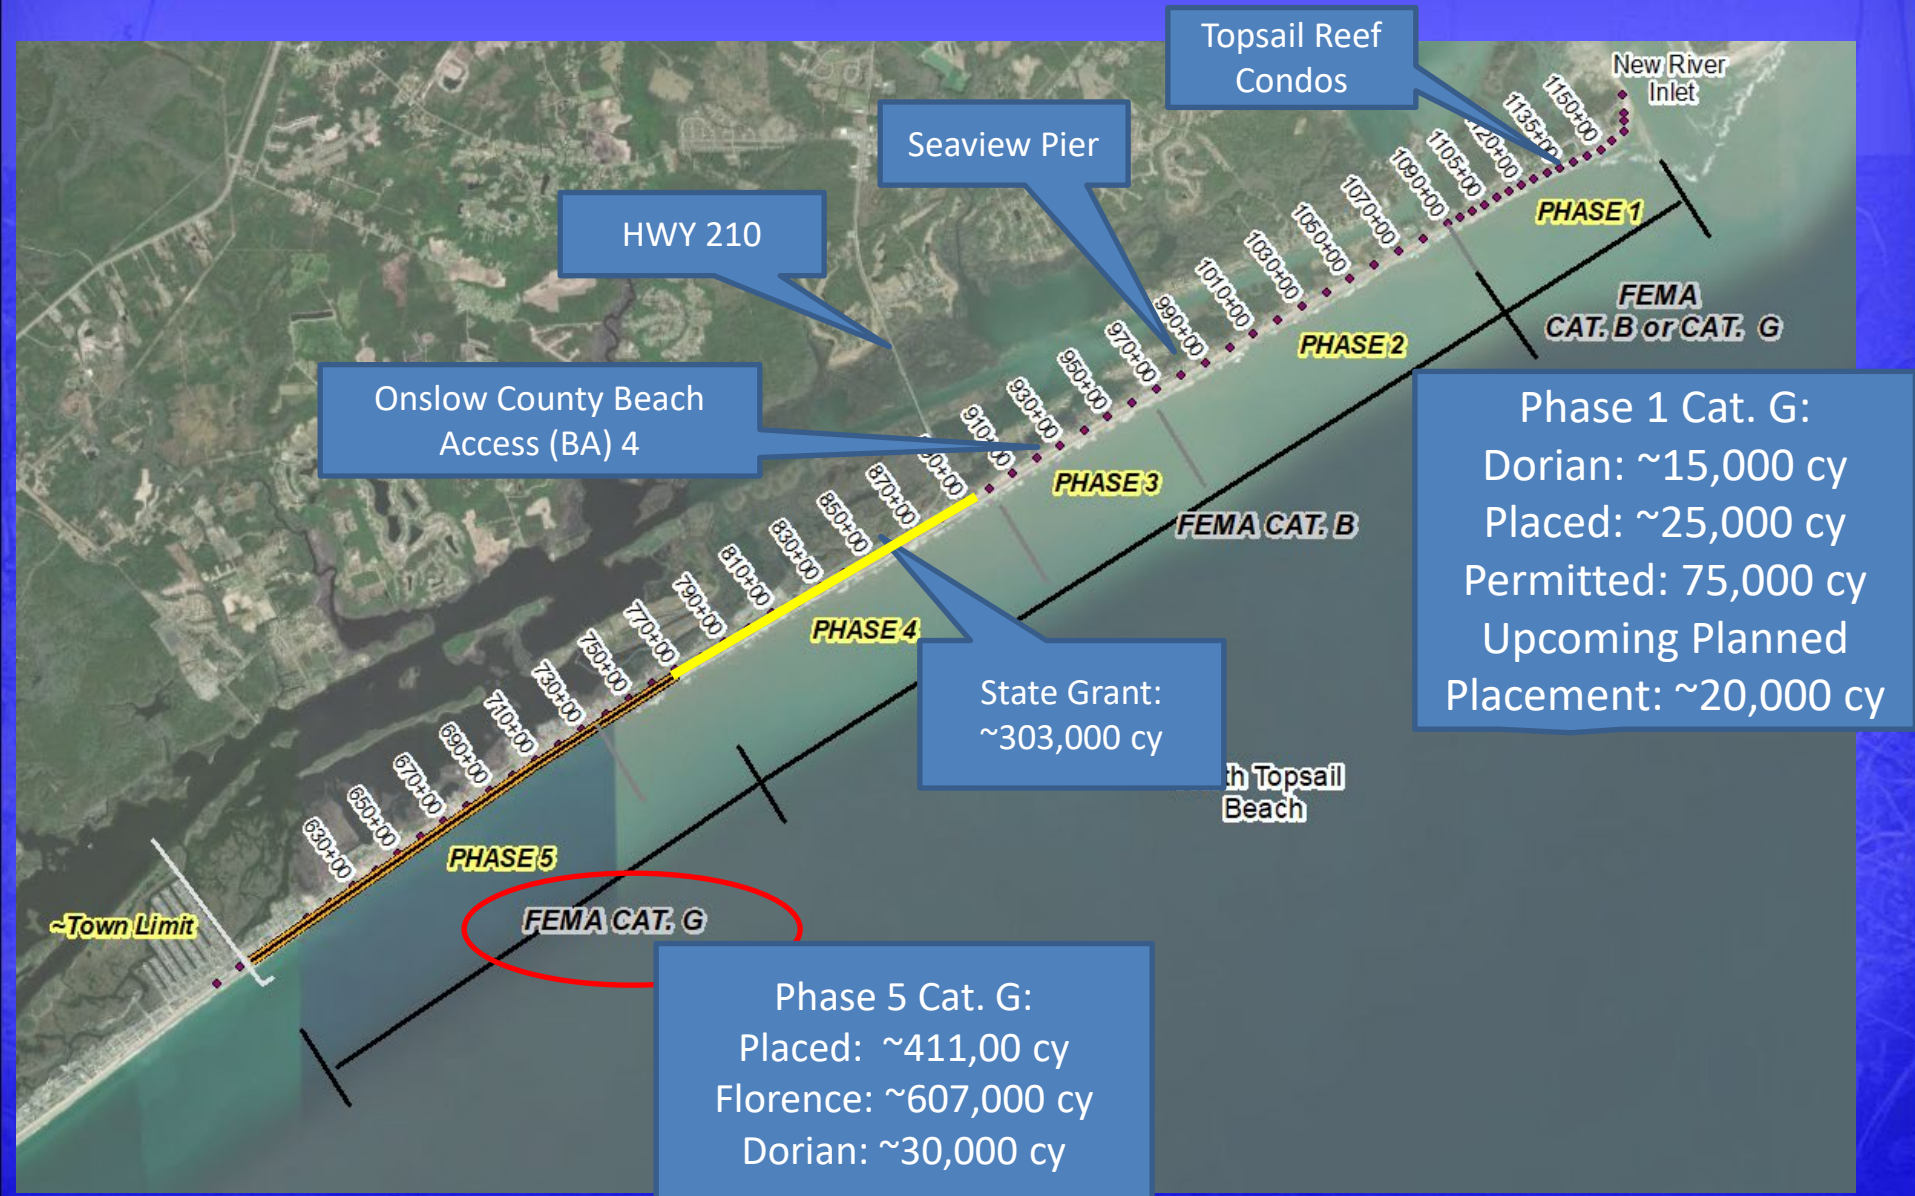 Topsail Reef
Condos
New River
Inlet
1150+00
1135+00
1120+00
1105+00
1090+00
1070+00
1050+00
1030+00
1010+00
990+00
970+00
950+00
930+00
910+00
870+00
850+00
830+00
810+00
790+00
770+00
750+00
730+00
710+00
690+00
670+00
650+00
630+00
Seaview Pier
HWY 210
Onslow County Beach
Access (BA) 4
PHASE 1
FEMA
CAT. B or CAT. G
PHASE 2
PHASE 3
FEMA CAT. B
PHASE 4
Phase 1 Cat. G:
Dorian: ~15,000 cy
Placed: ~25,000 cy
Permitted: 75,000 cy
Upcoming Planned
Placement: ~20,000 cy
State Grant:
~303,000 cy
Topsail
Beach
PHASE 5
~Town Limit
FEMA CAT. G
Phase 5 Cat. G:
Placed: ~411,00 cy
Florence: ~607,000 cy
Dorian: ~30,000 cy